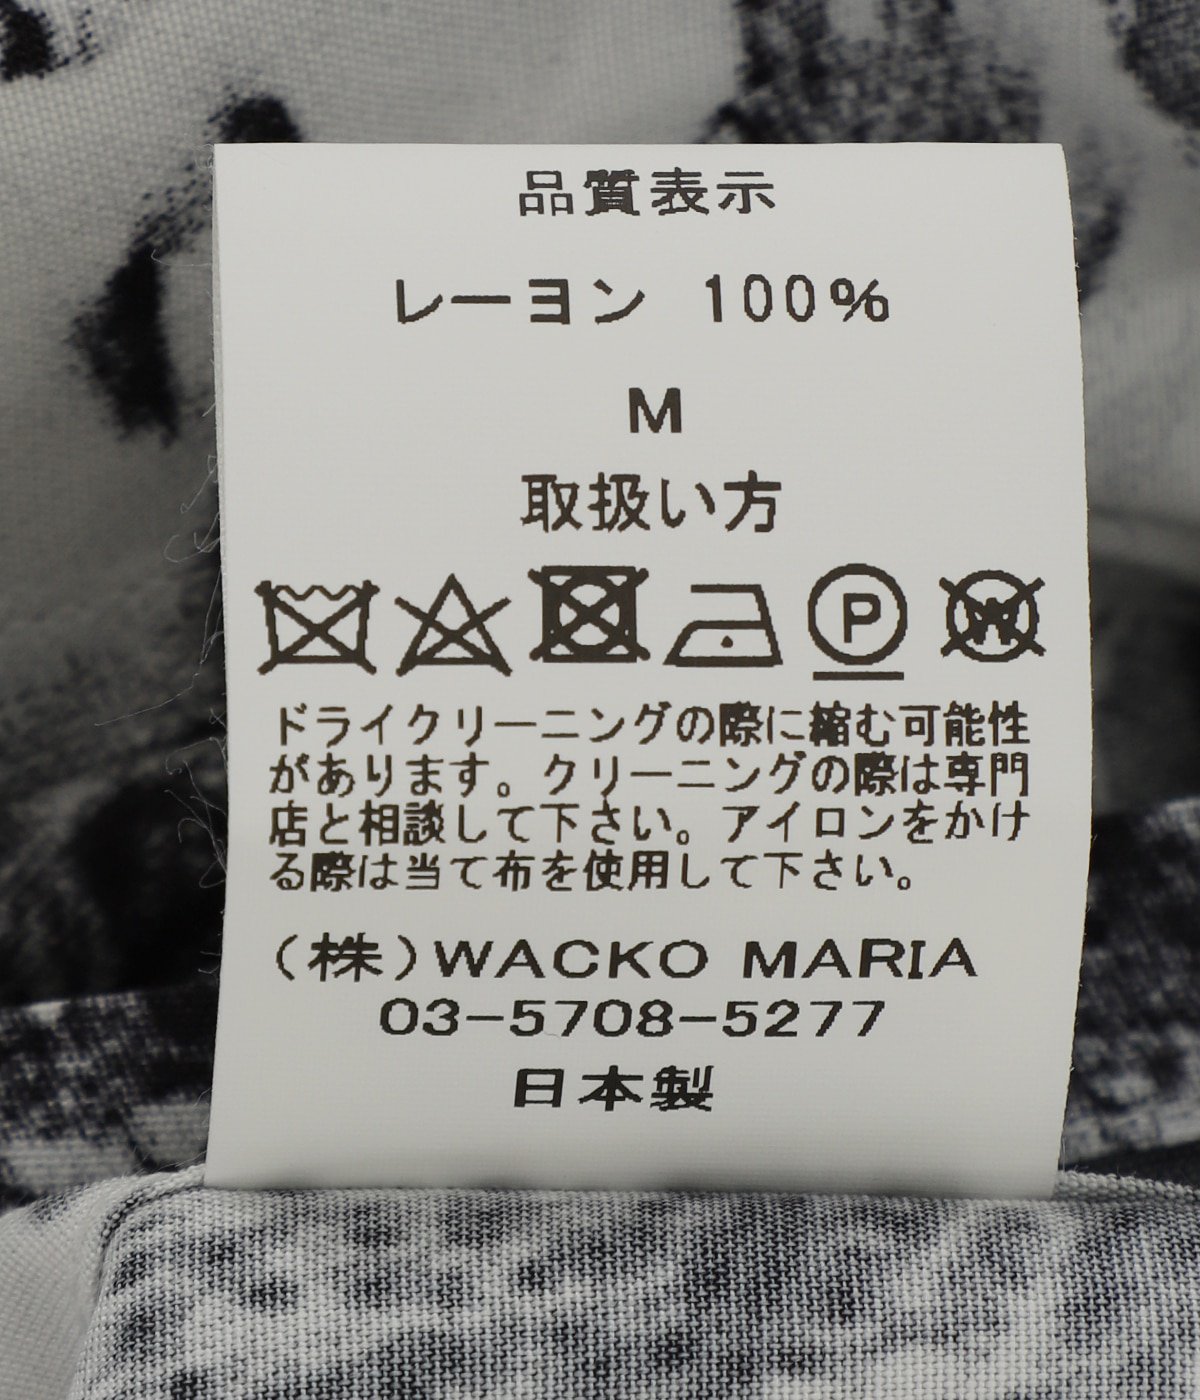 品質表示
レーヨン 100%
M
取扱い方
P W
ドライクリーニングの際に縮む可能性
があります。クリーニングの際は専門
店と相談して下さい。アイロンをかけ
る際は当て布を使用して下さい。
(株)WACKO MARIA
03-5708-5277
日本製